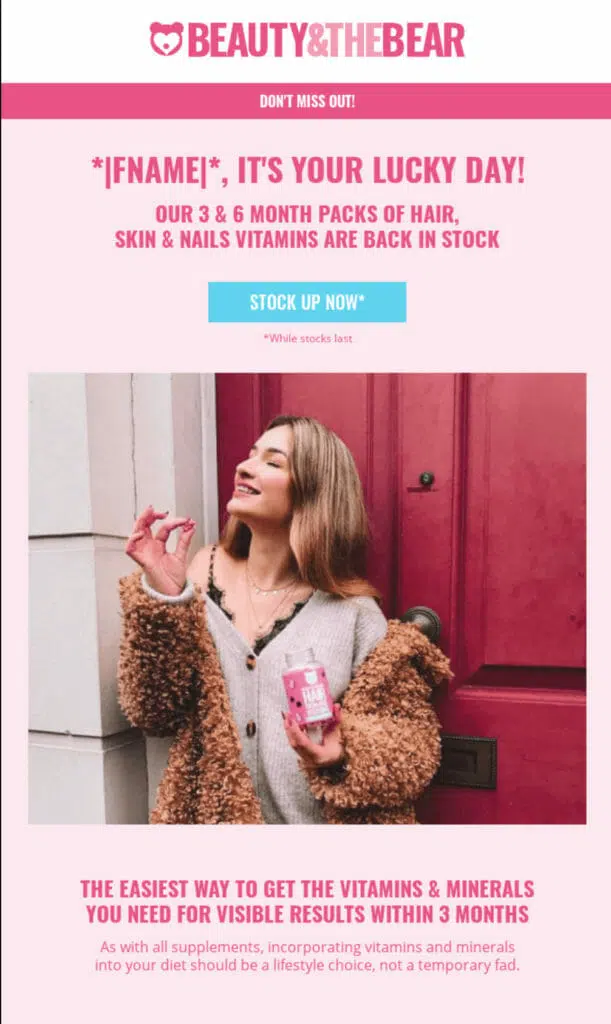 BEAUTY&THEBEAR
DON'T MISS OUT!
*|FNAME|*, IT'S YOUR LUCKY DAY!
OUR 3 & 6 MONTH PACKS OF HAIR,
SKIN & NAILS VITAMINS ARE BACK IN STOCK
STOCK UP NOW*
*While stocks last
HAIR
THE EASIEST WAY TO GET THE VITAMINS & MINERALS
YOU NEED FOR VISIBLE RESULTS WITHIN 3 MONTHS
As with all supplements, incorporating vitamins and minerals
into your diet should be a lifestyle choice, not a temporary fad.